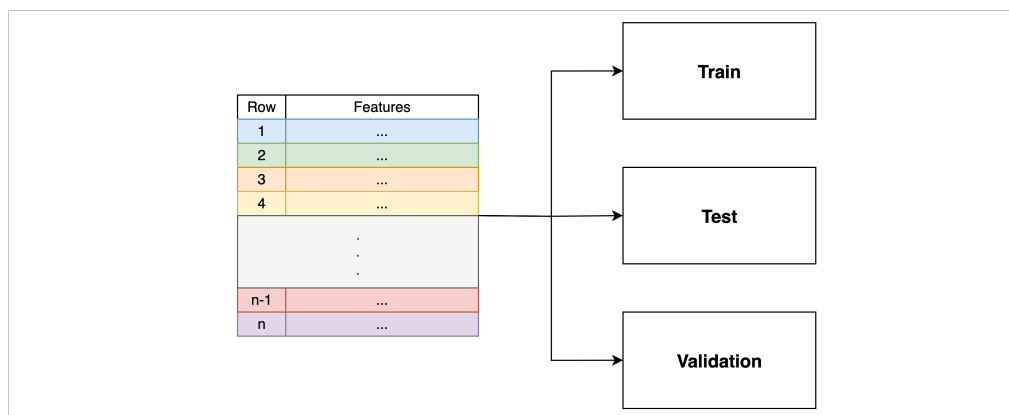 Row Features
1 ...
2 ...
3 ...
4 ...
.
.
.
n-1 ...
n ...
Train
Test
Validation